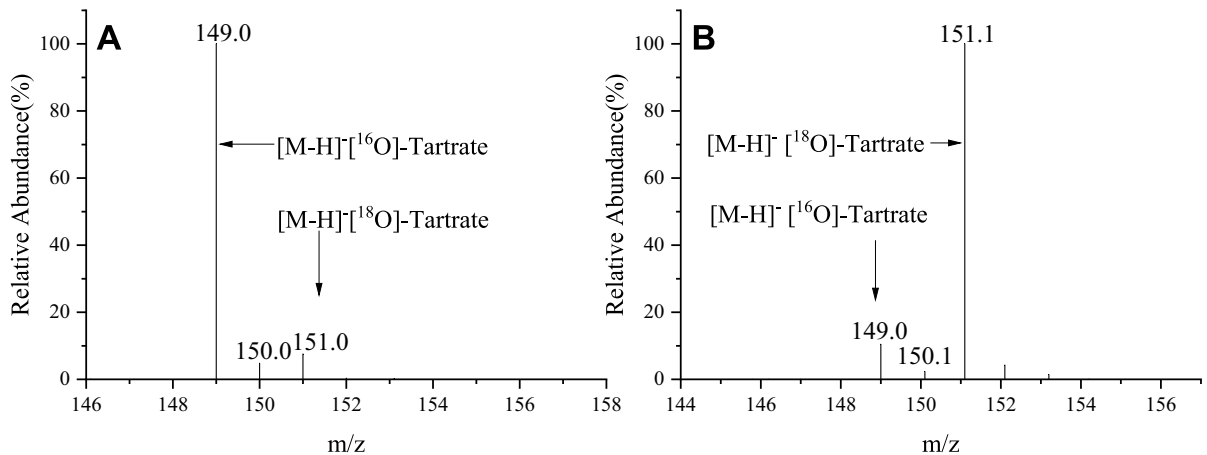 A
149.0
100
80
60
40
20
0
Relative Abundance(%)
[M-H]⁻[¹⁶O]-Tartrate
[M-H]⁻[¹⁸O]-Tartrate
150.0
151.0
146 148 150 152 154 156 158
m/z
B
151.1
100
80
60
40
20
0
Relative Abundance(%)
[M-H]⁻ [¹⁸O]-Tartrate
[M-H]⁻ [¹⁶O]-Tartrate
149.0
150.1
144 146 148 150 152 154 156
m/z